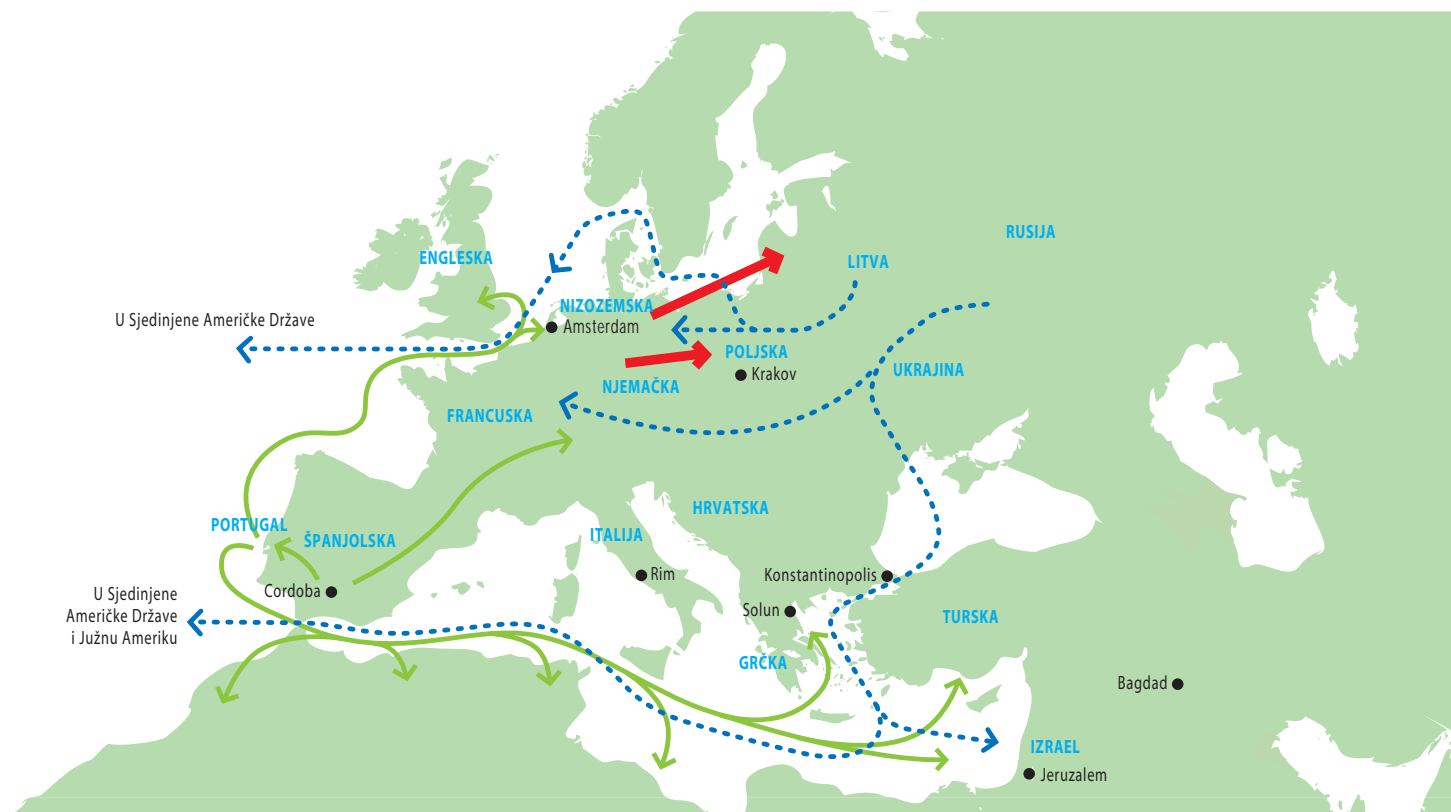 RUSIJA
ENGLESKA
LITVA
NIZOZEMSKA
U Sjedinjene Američke Države
Amsterdam
POLJSKA
Krakov
UKRAJINA
NJEMAČKA
FRANCUSKA
HRVATSKA
PORTUGAL
ŠPANJOLSKA
ITALIJA
Rim
Konstantinopolis
Cordoba
U Sjedinjene
Američke Države
i Južnu Ameriku
Solun
TURSKA
GRČKA
Bagdad
IZRAEL
Jeruzalem